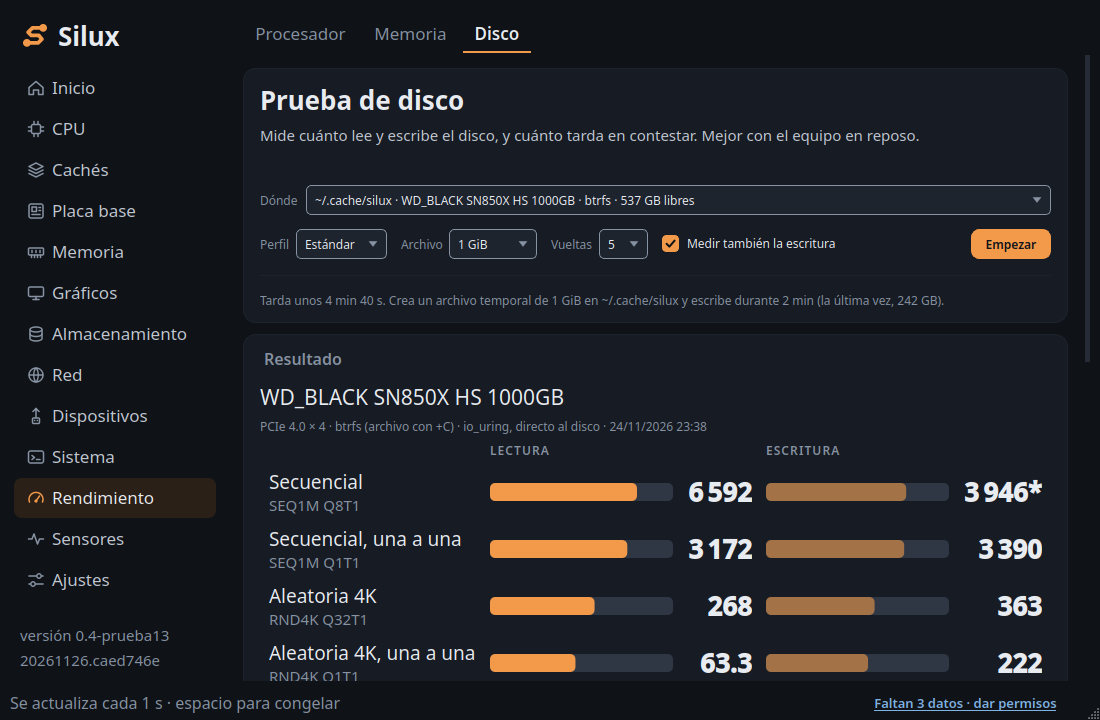 Silux
Procesador Memoria Disco
Inicio
CPU
Cachés
Placa base
Memoria
Gráficos
Almacenamiento
Red
Dispositivos
Sistema
Rendimiento
Sensores
Ajustes
versión 0.4-prueba13
20261126.caed746e
Prueba de disco
Mide cuánto lee y escribe el disco, y cuánto tarda en contestar. Mejor con el equipo en reposo.
Dónde ~/.cache/silux · WD_BLACK SN850X HS 1000GB · btrfs · 537 GB libres
Perfil Estándar Archivo 1 GiB Vueltas 5 Medir también la escritura Empezar
Tarda unos 4 min 40 s. Crea un archivo temporal de 1 GiB en ~/.cache/silux y escribe durante 2 min (la última vez, 242 GB).
Resultado
WD_BLACK SN850X HS 1000GB
PCIe 4.0 × 4 · btrfs (archivo con +C) · io_uring, directo al disco · 24/11/2026 23:38
LECTURA ESCRITURA
Secuencial 6 592 3 946*
SEQ1M Q8T1
Secuencial, una a una 3 172 3 390
SEQ1M Q1T1
Aleatoria 4K 268 363
RND4K Q32T1
Aleatoria 4K, una a una 63.3 222
RND4K Q1T1
Se actualiza cada 1 s · espacio para congelar Faltan 3 datos · dar permisos